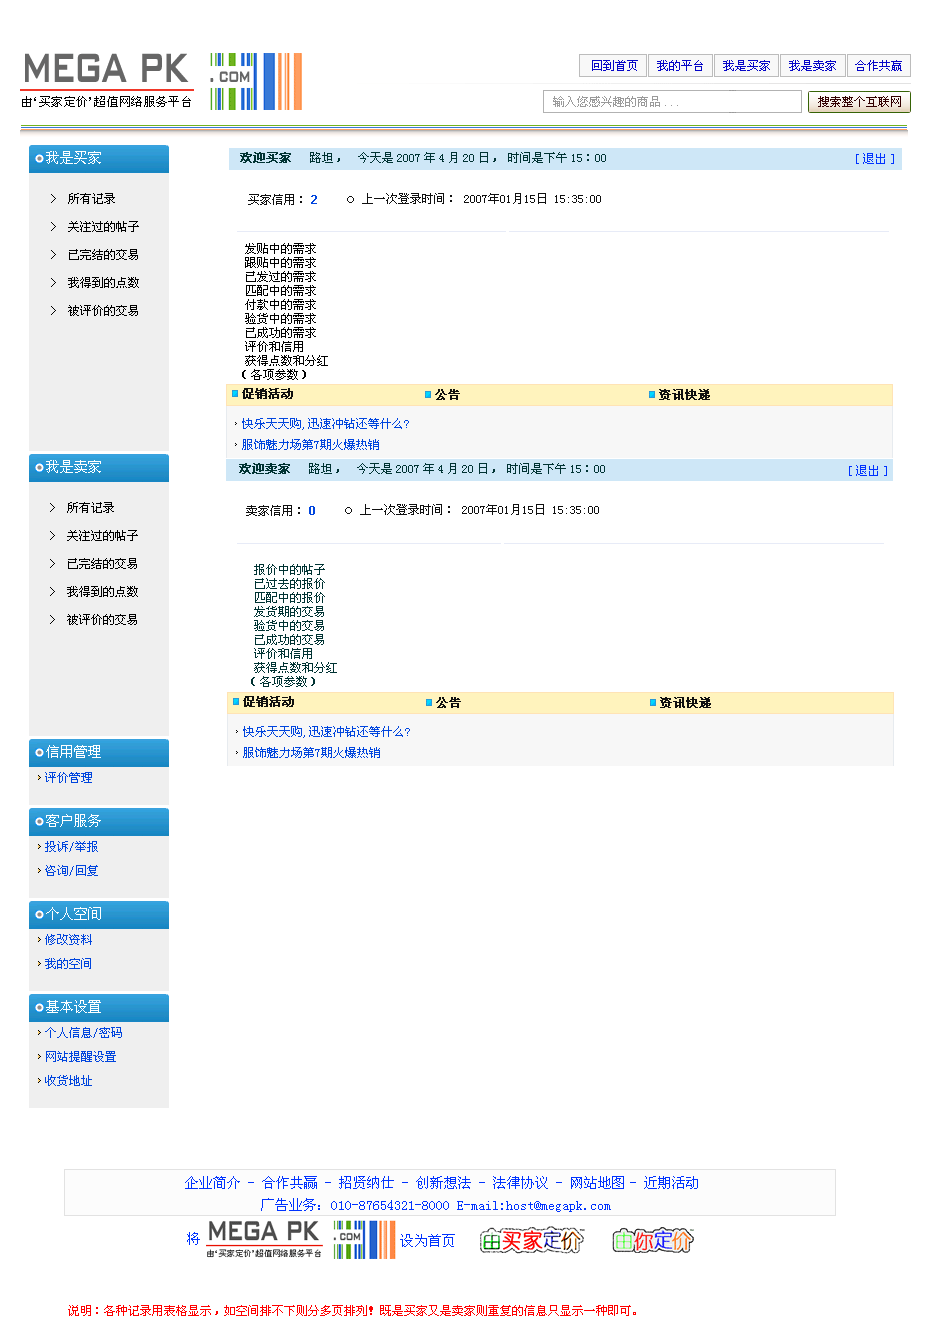 MEGA PK .COM
由‘买家定价’超值网络服务平台
回到首页 我的平台 我是买家 我是卖家 合作共赢
输入您感兴趣的商品 . . . 搜索整个互联网
我是买家
所有记录
关注过的帖子
已完结的交易
我得到的点数
被评价的交易
欢迎买家 路坦， 今天是 2007 年 4 月 20 日， 时间是下午 15：00 [ 退出 ]
买家信用： 2 上一次登录时间： 2007年01月15日 15:35:00
发贴中的需求
跟贴中的需求
已发过的需求
匹配中的需求
付款中的需求
验货中的需求
已成功的需求
评价和信用
获得点数和分红
（各项参数）
促销活动 公告 资讯快递
快乐天天购, 迅速冲钻还等什么?
服饰魅力场第7期火爆热销
我是卖家
所有记录
关注过的帖子
已完结的交易
我得到的点数
被评价的交易
欢迎卖家 路坦， 今天是 2007 年 4 月 20 日， 时间是下午 15：00 [ 退出 ]
卖家信用： 0 上一次登录时间： 2007年01月15日 15:35:00
报价中的帖子
已过去的报价
匹配中的报价
发货期的交易
验货中的交易
已成功的交易
评价和信用
获得点数和分红
（各项参数）
促销活动 公告 资讯快递
快乐天天购, 迅速冲钻还等什么?
服饰魅力场第7期火爆热销
信用管理
评价管理
客户服务
投诉/举报
咨询/回复
个人空间
修改资料
我的空间
基本设置
个人信息/密码
网站提醒设置
收货地址
企业简介 - 合作共赢 - 招贤纳仕 - 创新想法 - 法律协议 - 网站地图 - 近期活动
广告业务: 010-87654321-8000 E-mail:host@megapk.com
将 MEGA PK .COM 由‘买家定价’超值网络服务平台 设为首页 由买家定价 由你定价
说明：各种记录用表格显示，如空间排不下则分多页排列！既是买家又是卖家则重复的信息只显示一种即可。